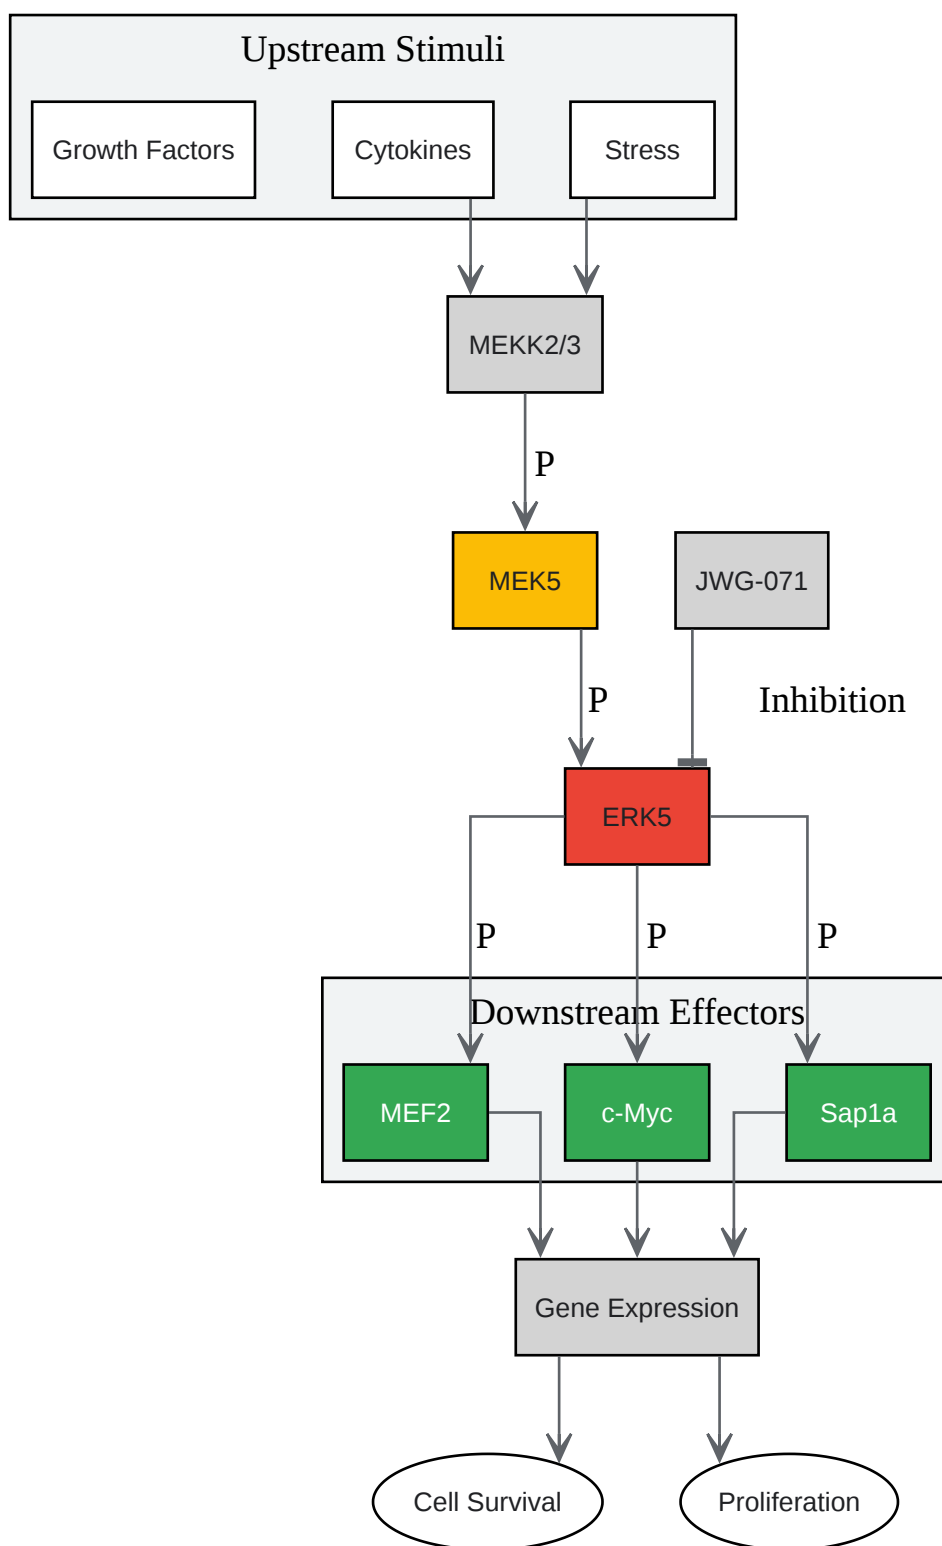 Upstream Stimuli
Growth Factors
Cytokines
Stress
MEKK2/3
P
MEK5
JWG-071
P
Inhibition
ERK5
P
P
P
Downstream Effectors
MEF2
c-Myc
Sap1a
Gene Expression
Cell Survival
Proliferation